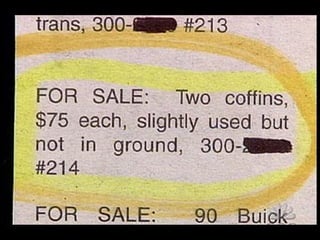 trans, 300- #213
FOR SALE: Two coffins,
$75 each, slightly used but
not in ground, 300-
#214
FOR SALE: 90 Buick